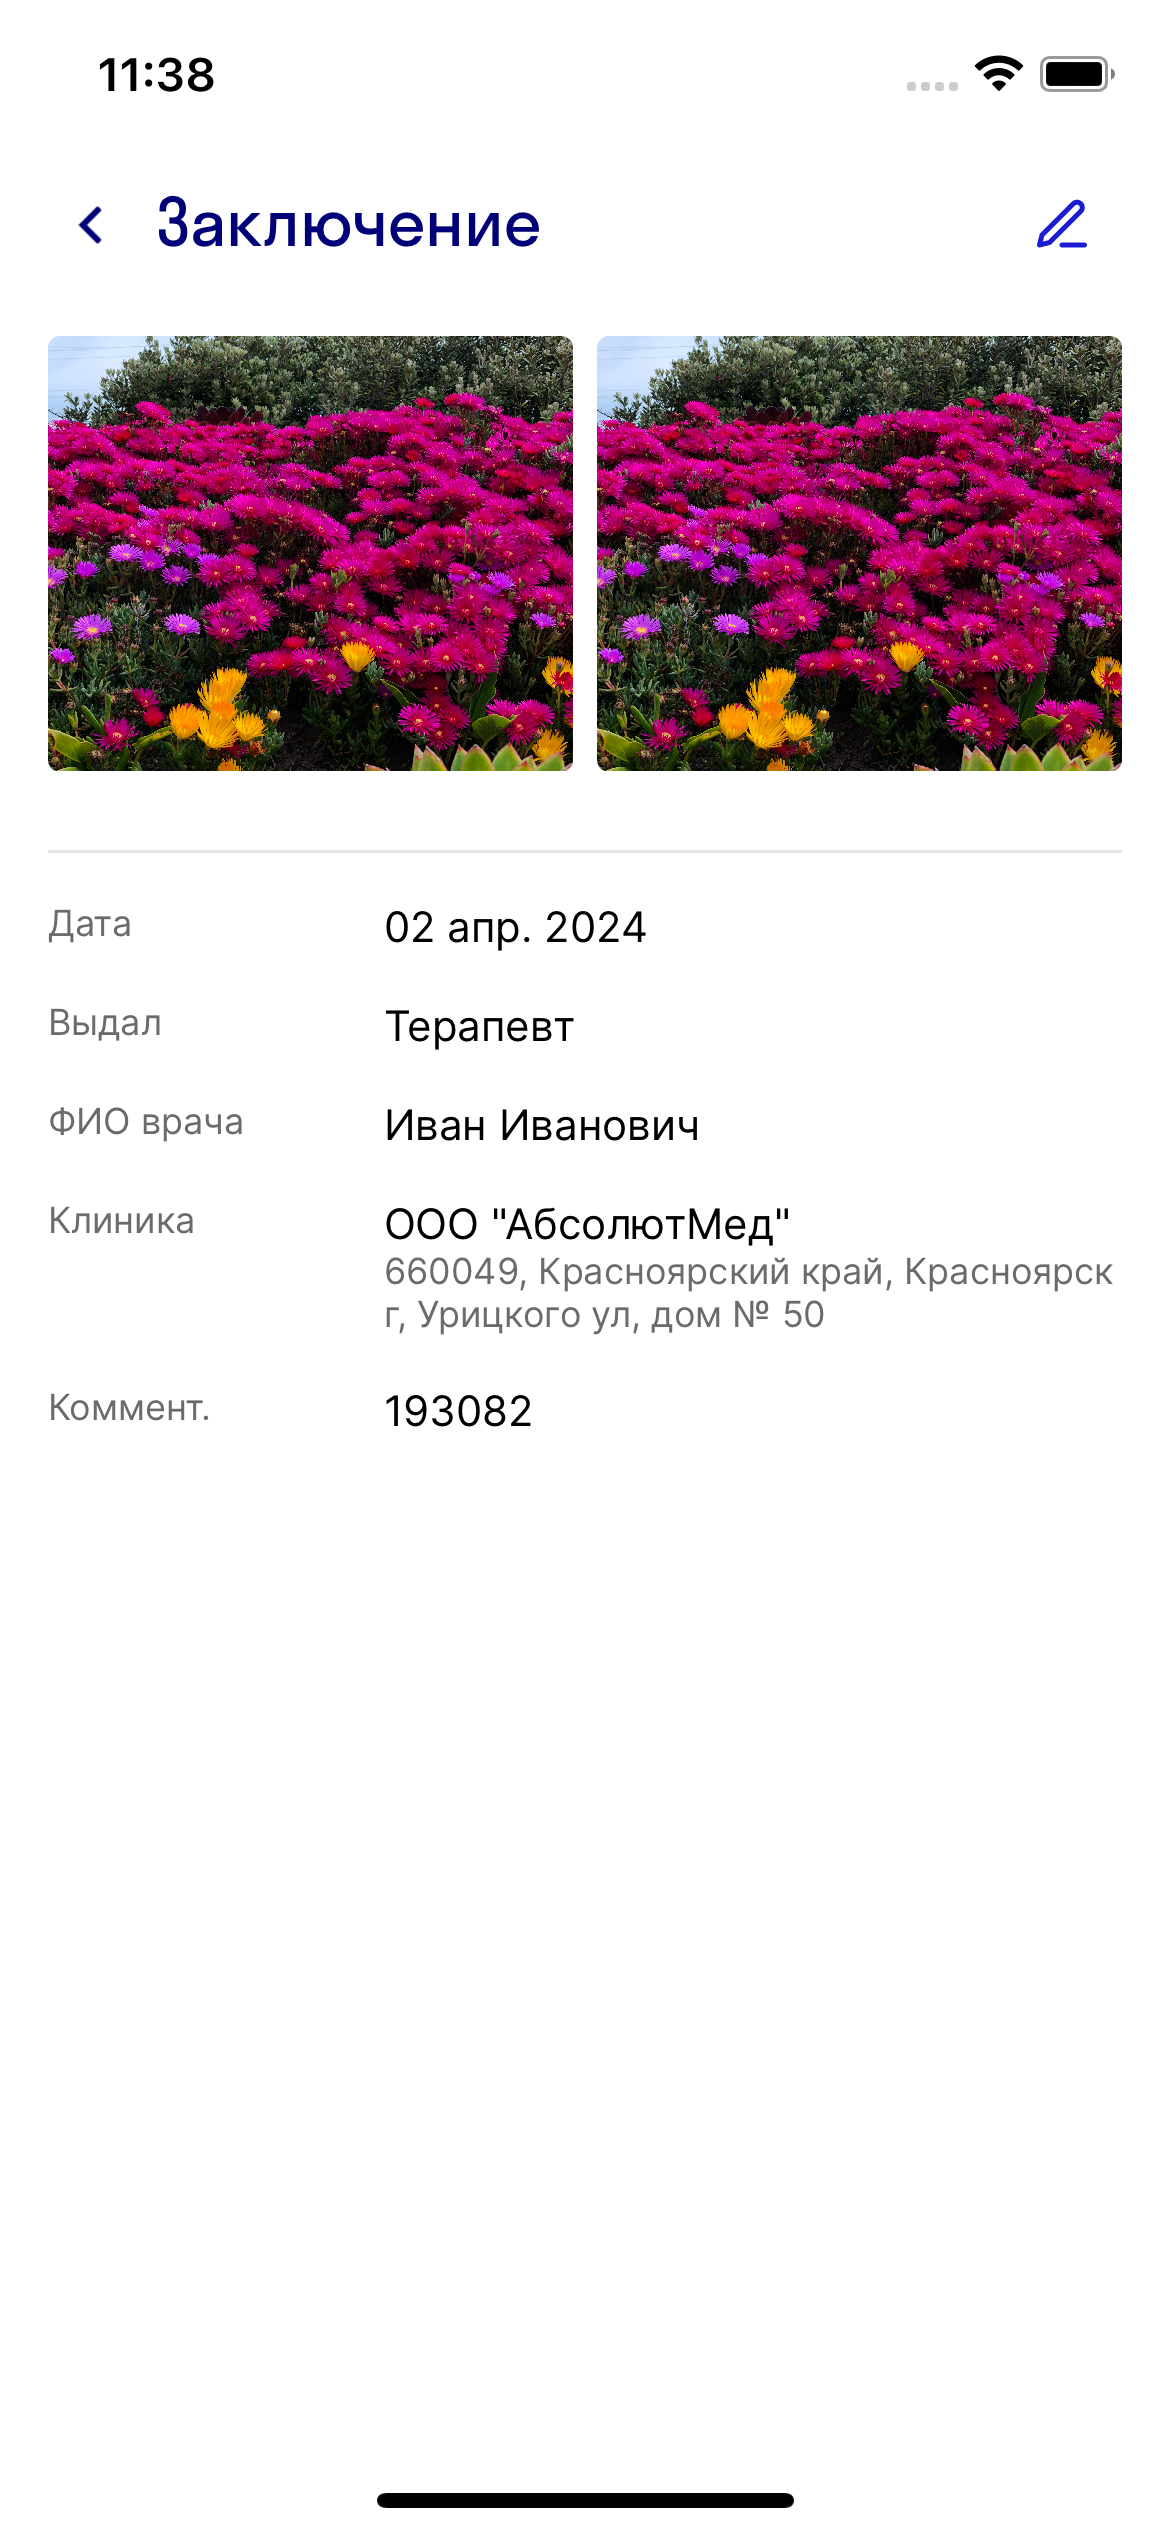 11:38
Заключение
Дата
02 апр. 2024
Выдал
Терапевт
ФИО врача
Иван Иванович
Клиника
ООО "АбсолютМед"
660049, Красноярский край, Красноярск
г, Урицкого ул, дом № 50
Коммент.
193082